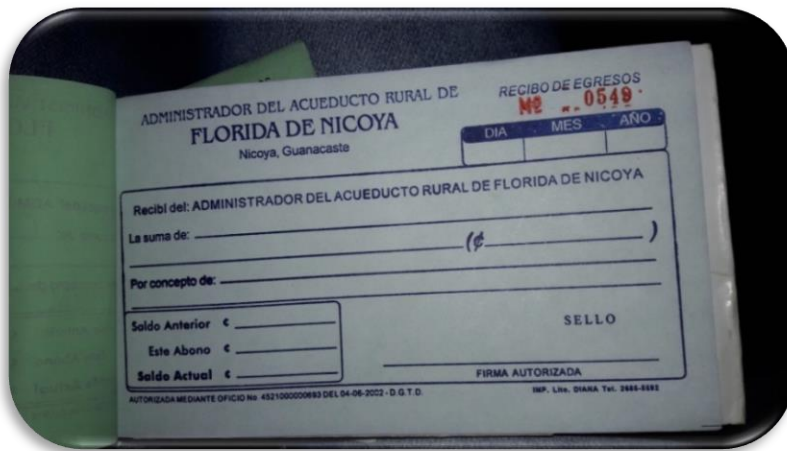 ADMINISTRADOR DEL ACUEDUCTO RURAL DE
FLORIDA DE NICOYA
Nicoya, Guanacaste
RECIBO DE EGRESOS
Nº 0549
DIA MES AÑO
Recibí del: ADMINISTRADOR DEL ACUEDUCTO RURAL DE FLORIDA DE NICOYA
La suma de: (¢ )
Por concepto de:
Saldo Anterior ¢
Este Abono ¢
Saldo Actual ¢
SELLO
FIRMA AUTORIZADA
AUTORIZADA MEDIANTE OFICIO No. 4521000000693 DEL 04-06-2002 - D.G.T.D.
IMP. Lito. DIANA Tel.